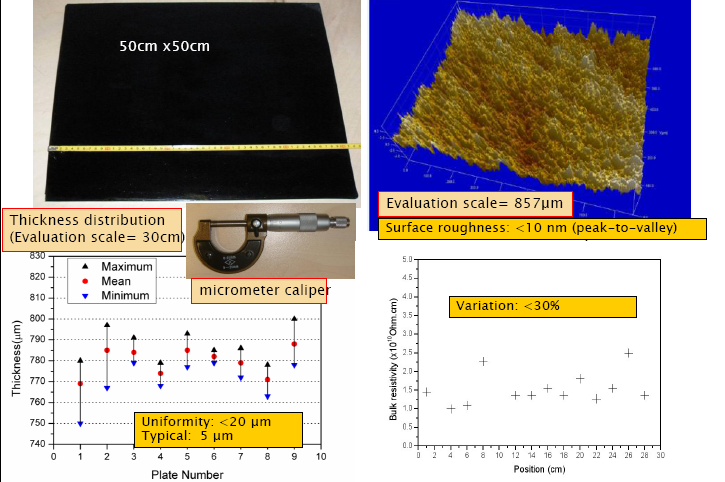 50cm x50cm
Evaluation scale= 857μm
Surface roughness: <10 nm (peak-to-valley)
Thickness distribution
(Evaluation scale= 30cm)
micrometer caliper
830
820
810
800
790
780
770
760
750
740
Thickness(μm)
Maximum
Mean
Minimum
Uniformity: <20 μm
Typical: 5 μm
0 1 2 3 4 5 6 7 8 9 10
Plate Number
5.0
4.5
4.0
3.5
3.0
2.5
2.0
1.5
1.0
0.5
0.0
Bulk resistivity (x10¹⁰Ohm.cm)
Variation: <30%
0 2 4 6 8 10 12 14 16 18 20 22 24 26 28 30
Position (cm)